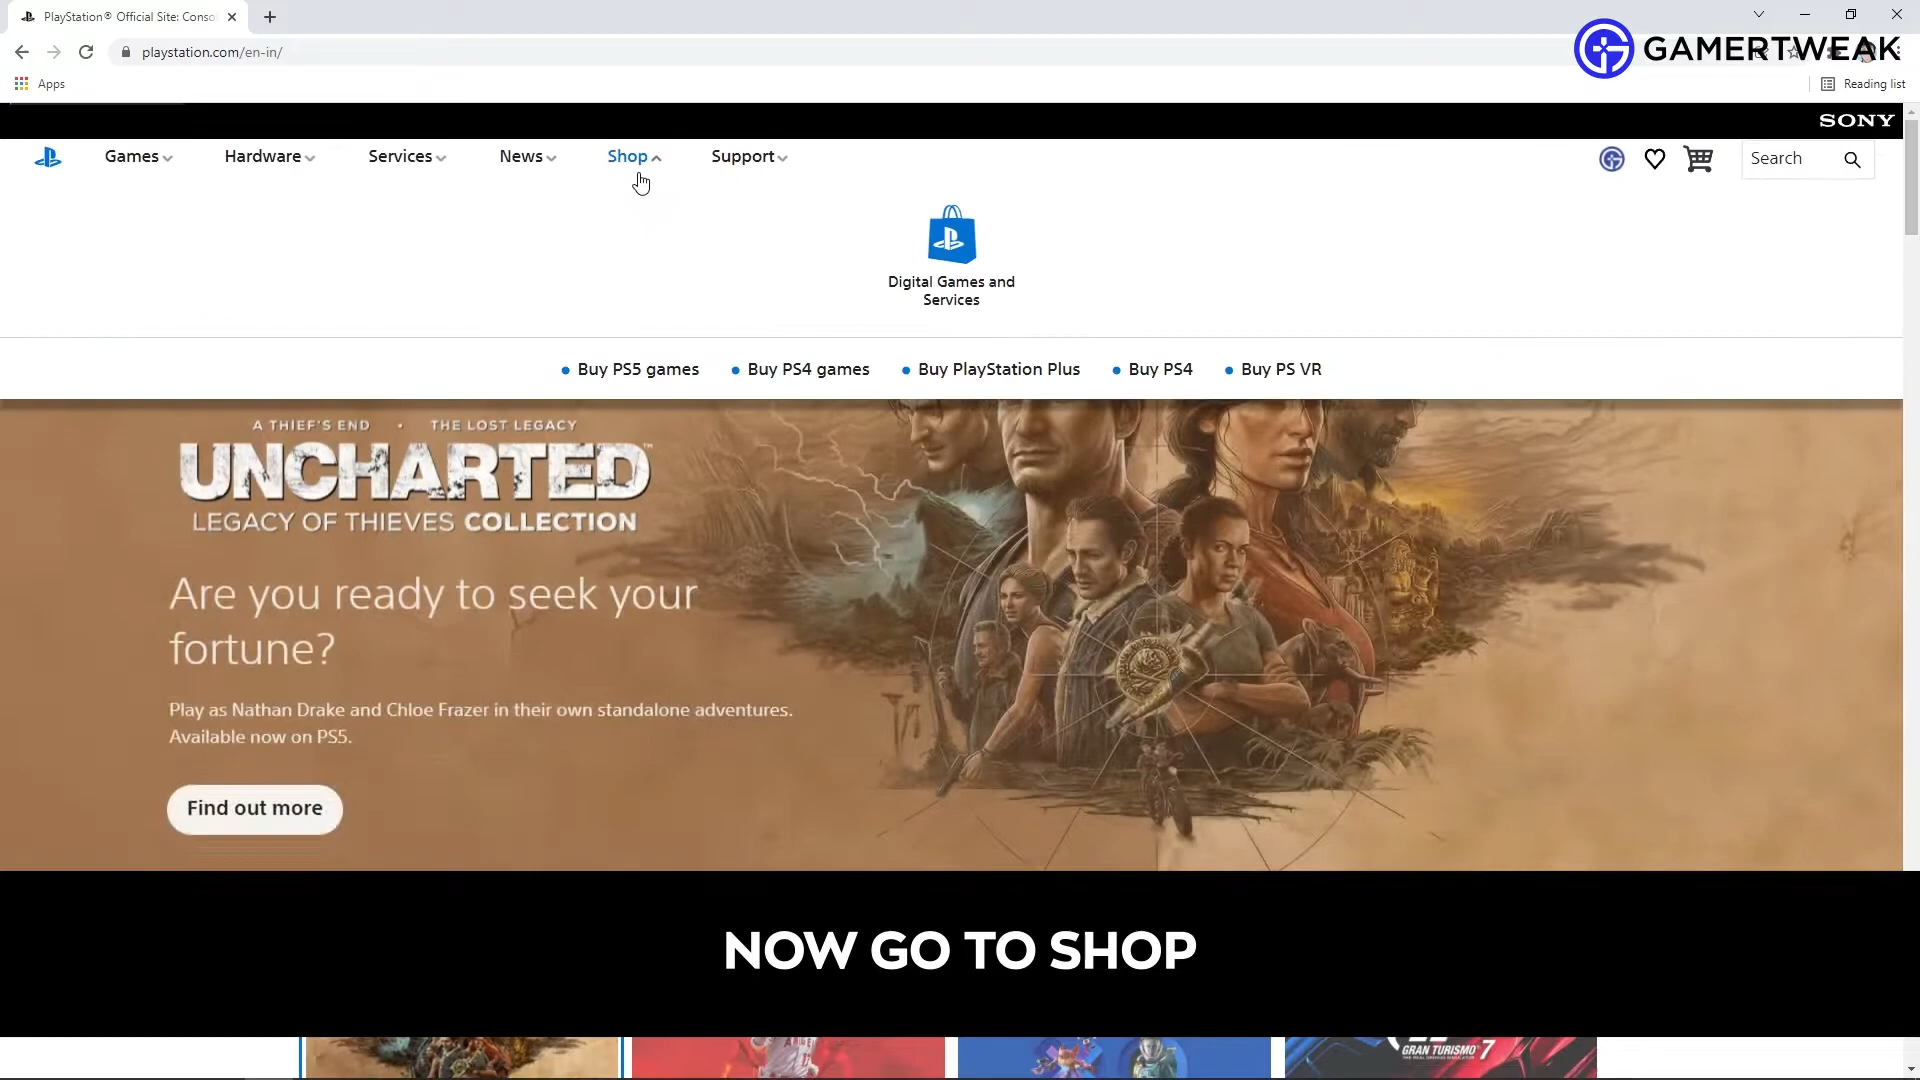 PlayStation® Official Site: Conso
playstation.com/en-in/
GAMERTWEAK
Apps
Reading list
SONY
Games
Hardware
Services
News
Shop
Support
Search
Digital Games and
Services
Buy PS5 games
Buy PS4 games
Buy PlayStation Plus
Buy PS4
Buy PS VR
A THIEF'S END • THE LOST LEGACY
UNCHARTED™
LEGACY OF THIEVES COLLECTION
Are you ready to seek your
fortune?
Play as Nathan Drake and Chloe Frazer in their own standalone adventures.
Available now on PS5.
Find out more
NOW GO TO SHOP
GRAN TURISMO 7